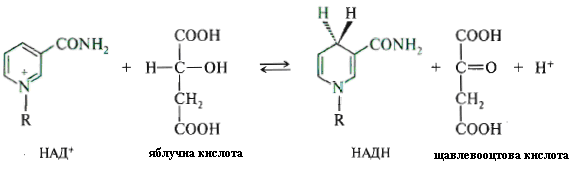 CONH₂
N
+
R
НАД⁺
+
COOH
H–C–OH
CH₂
COOH
яблучна кислота
H H
CONH₂
N
R
НАДН
+
COOH
C=O
CH₂
COOH
щавлевооцтова кислота
+ H⁺